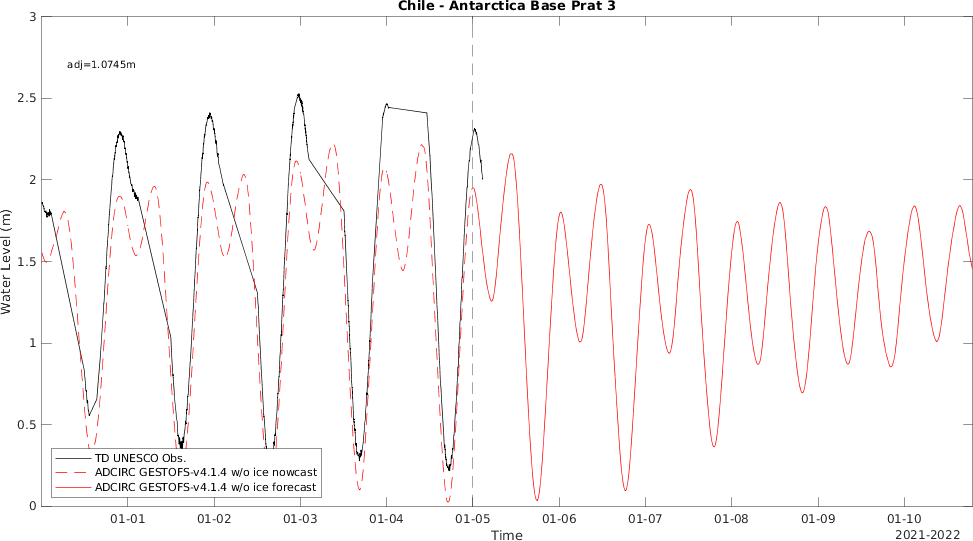 Chile - Antarctica Base Prat 3
adj=1.0745m
3
2.5
2
1.5
1
0.5
0
Water Level (m)
TD UNESCO Obs.
ADCIRC GESTOFS-v4.1.4 w/o ice nowcast
ADCIRC GESTOFS-v4.1.4 w/o ice forecast
01-01 01-02 01-03 01-04 01-05 01-06 01-07 01-08 01-09 01-10
Time
2021-2022